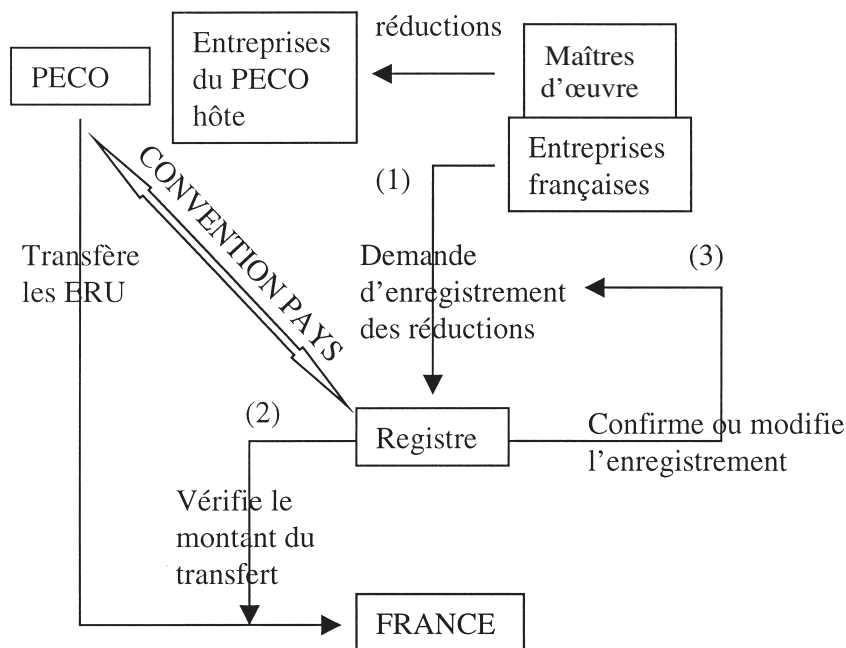 PECO
Entreprises
du PECO
hôte
réductions
Maîtres
d'œuvre
Entreprises
françaises
(1)
CONVENTION PAYS
Transfère
les ERU
Demande
d'enregistrement
des réductions
(3)
(2)
Registre
Confirme ou modifie
l'enregistrement
Vérifie le
montant du
transfert
FRANCE